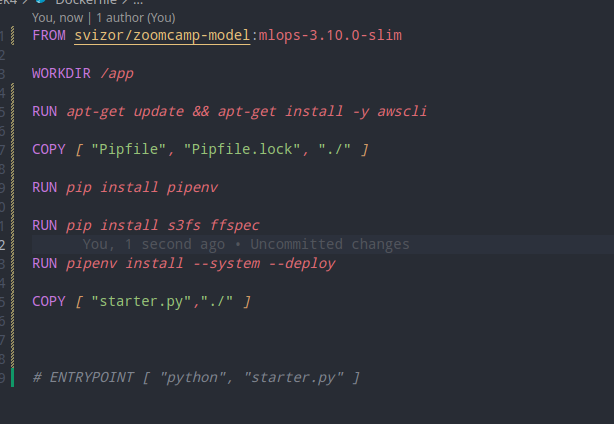 Dockerfile > ...
You, now | 1 author (You)
FROM svizor/zoomcamp-model:mlops-3.10.0-slim
WORKDIR /app
RUN apt-get update && apt-get install -y awscli
COPY [ "Pipfile", "Pipfile.lock", "./" ]
RUN pip install pipenv
RUN pip install s3fs ffspec
You, 1 second ago • Uncommitted changes
RUN pipenv install --system --deploy
COPY [ "starter.py","./" ]
# ENTRYPOINT [ "python", "starter.py" ]